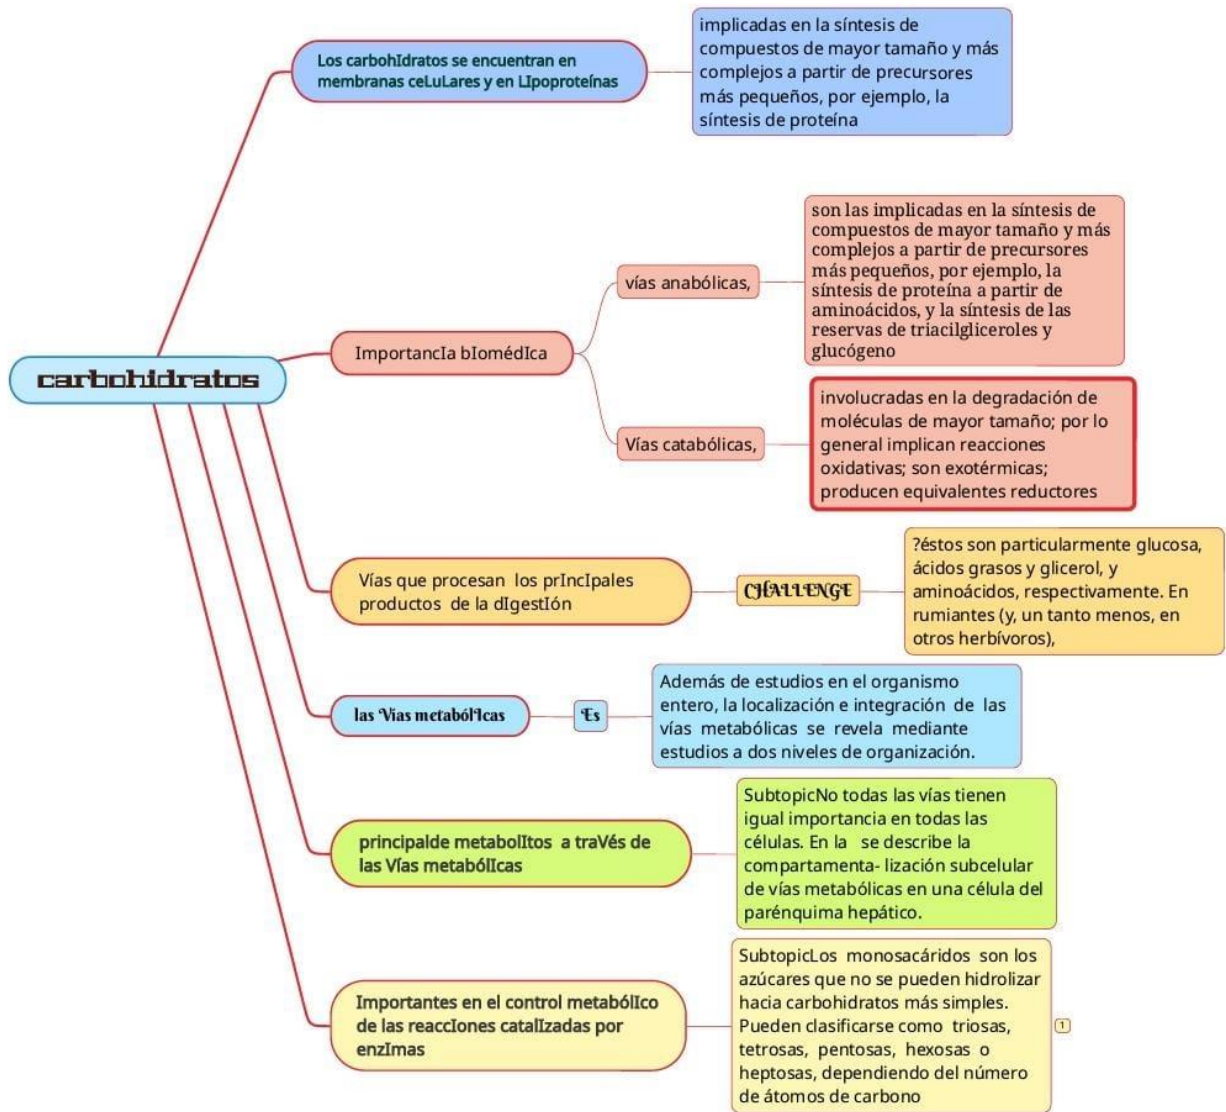 carbohidratos
Los carbohIdratos se encuentran en
membranas ceLuLares y en LIpoproteínas
implicadas en la síntesis de
compuestos de mayor tamaño y más
complejos a partir de precursores
más pequeños, por ejemplo, la
síntesis de proteína
ImportancIa bIomédIca
vías anabólicas,
son las implicadas en la síntesis de
compuestos de mayor tamaño y más
complejos a partir de precursores
más pequeños, por ejemplo, la
síntesis de proteína a partir de
aminoácidos, y la síntesis de las
reservas de triacilgliceroles y
glucógeno
Vías catabólicas,
involucradas en la degradación de
moléculas de mayor tamaño; por lo
general implican reacciones
oxidativas; son exotérmicas;
producen equivalentes reductores
Vías que procesan los prIncIpales
productos de la dIgestIón
CHALLENGE
?éstos son particularmente glucosa,
ácidos grasos y glicerol, y
aminoácidos, respectivamente. En
rumiantes (y, un tanto menos, en
otros herbívoros),
las Vías metabólIcas
Es
Además de estudios en el organismo
entero, la localización e integración de las
vías metabólicas se revela mediante
estudios a dos niveles de organización.
principalde metabolItos a traVés de
las Vías metabólIcas
SubtopicNo todas las vías tienen
igual importancia en todas las
células. En la se describe la
compartamenta- lización subcelular
de vías metabólicas en una célula del
parénquima hepático.
Importantes en el control metabólIco
de las reaccIones catalIzadas por
enzImas
SubtopicLos monosacáridos son los
azúcares que no se pueden hidrolizar
hacia carbohidratos más simples.
Pueden clasificarse como triosas,
tetrosas, pentosas, hexosas o
heptosas, dependiendo del número
de átomos de carbono
1